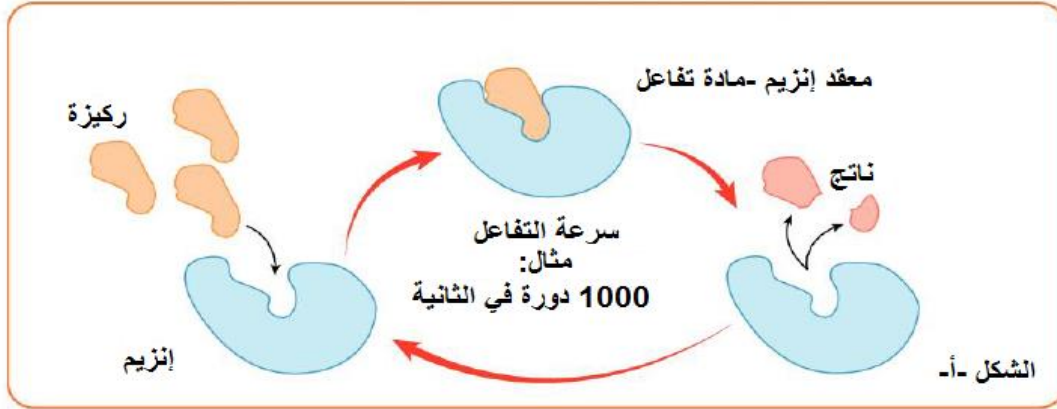 معقد إنزيم -مادة تفاعل
ركيزة
ناتج
سرعة التفاعل
مثال:
1000 دورة في الثانية
إنزيم
الشكل -أ-